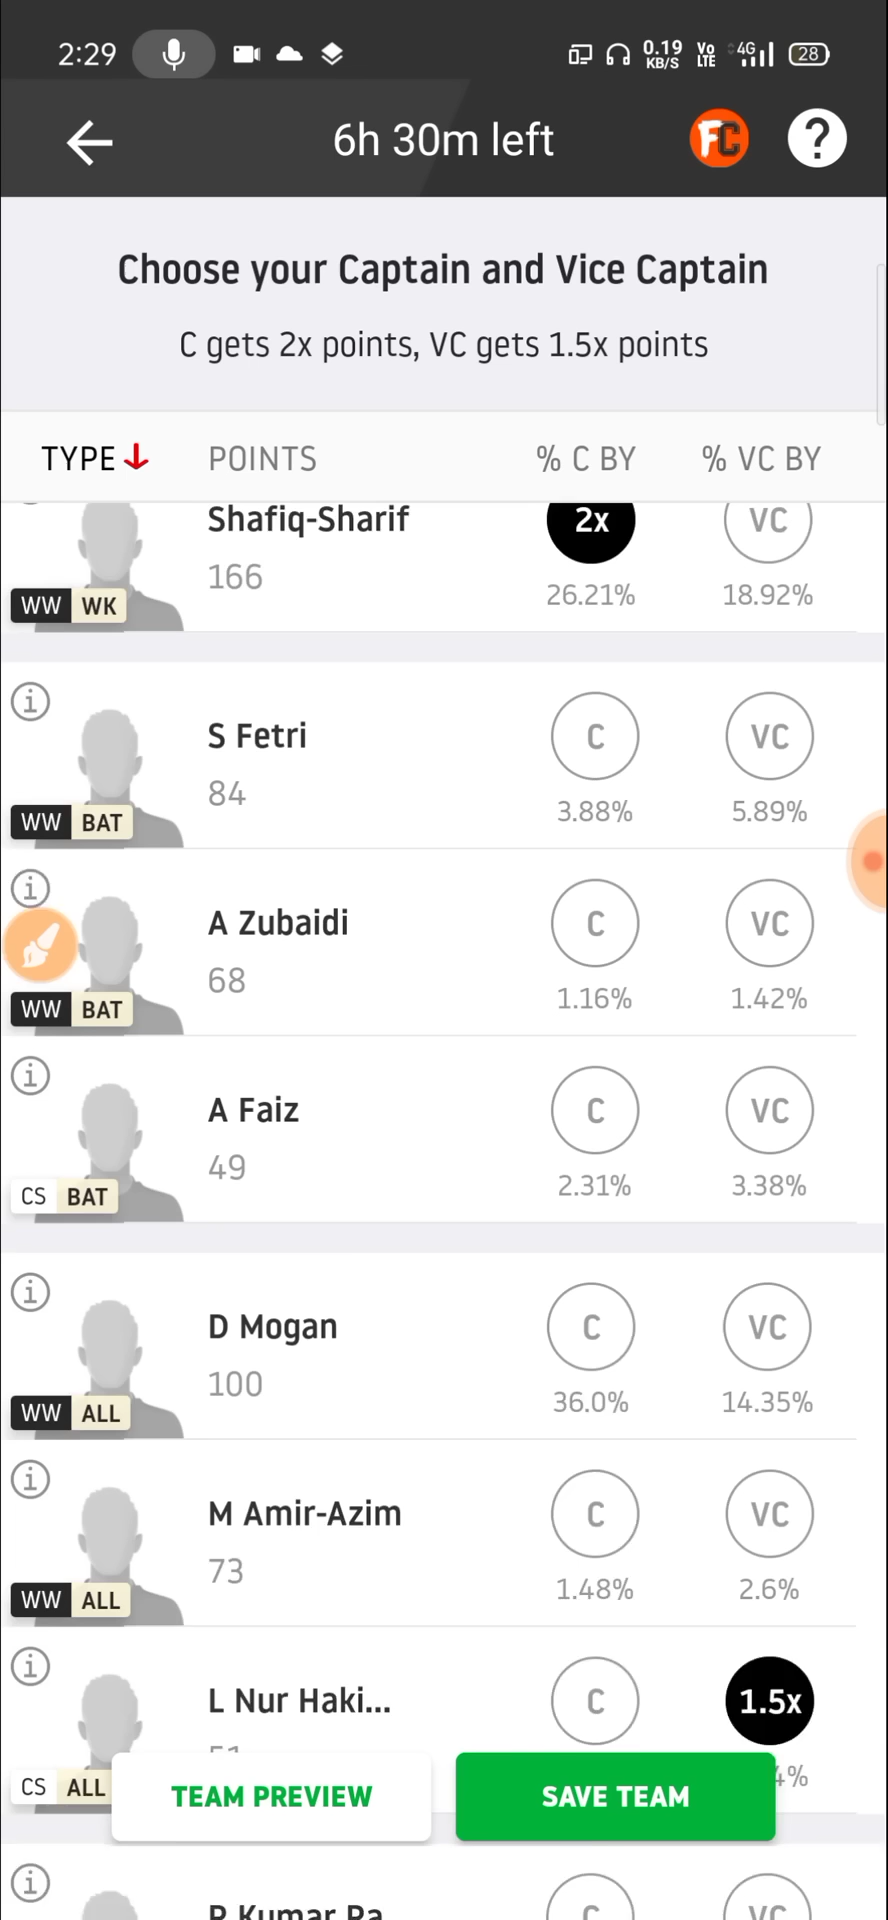 2:29
0.19 KB/S
Vo LTE
4G
28
6h 30m left
FC
?
Choose your Captain and Vice Captain
C gets 2x points, VC gets 1.5x points
TYPE POINTS % C BY % VC BY
Shafiq-Sharif 2x VC
166 26.21% 18.92%
WW WK
S Fetri C VC
84 3.88% 5.89%
WW BAT
A Zubaidi C VC
68 1.16% 1.42%
WW BAT
A Faiz C VC
49 2.31% 3.38%
CS BAT
D Mogan C VC
100 36.0% 14.35%
WW ALL
M Amir-Azim C VC
73 1.48% 2.6%
WW ALL
L Nur Haki... C 1.5x
4%
CS ALL
TEAM PREVIEW SAVE TEAM
C VC